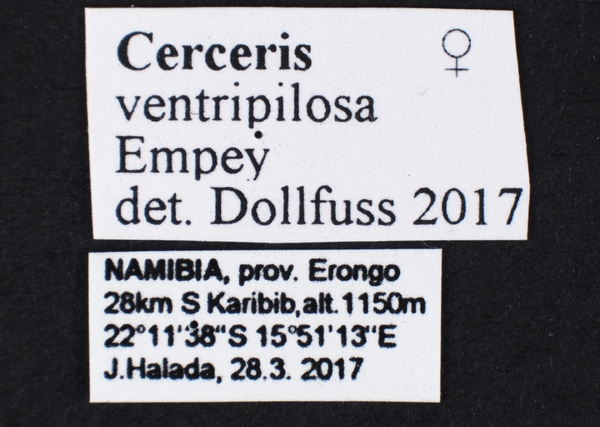 Cerceris ♀
ventripilosa
Empey
det. Dollfuss 2017
NAMIBIA, prov. Erongo
28km S Karibib,alt.1150m
22°11'38"S 15°51'13"E
J.Halada, 28.3. 2017